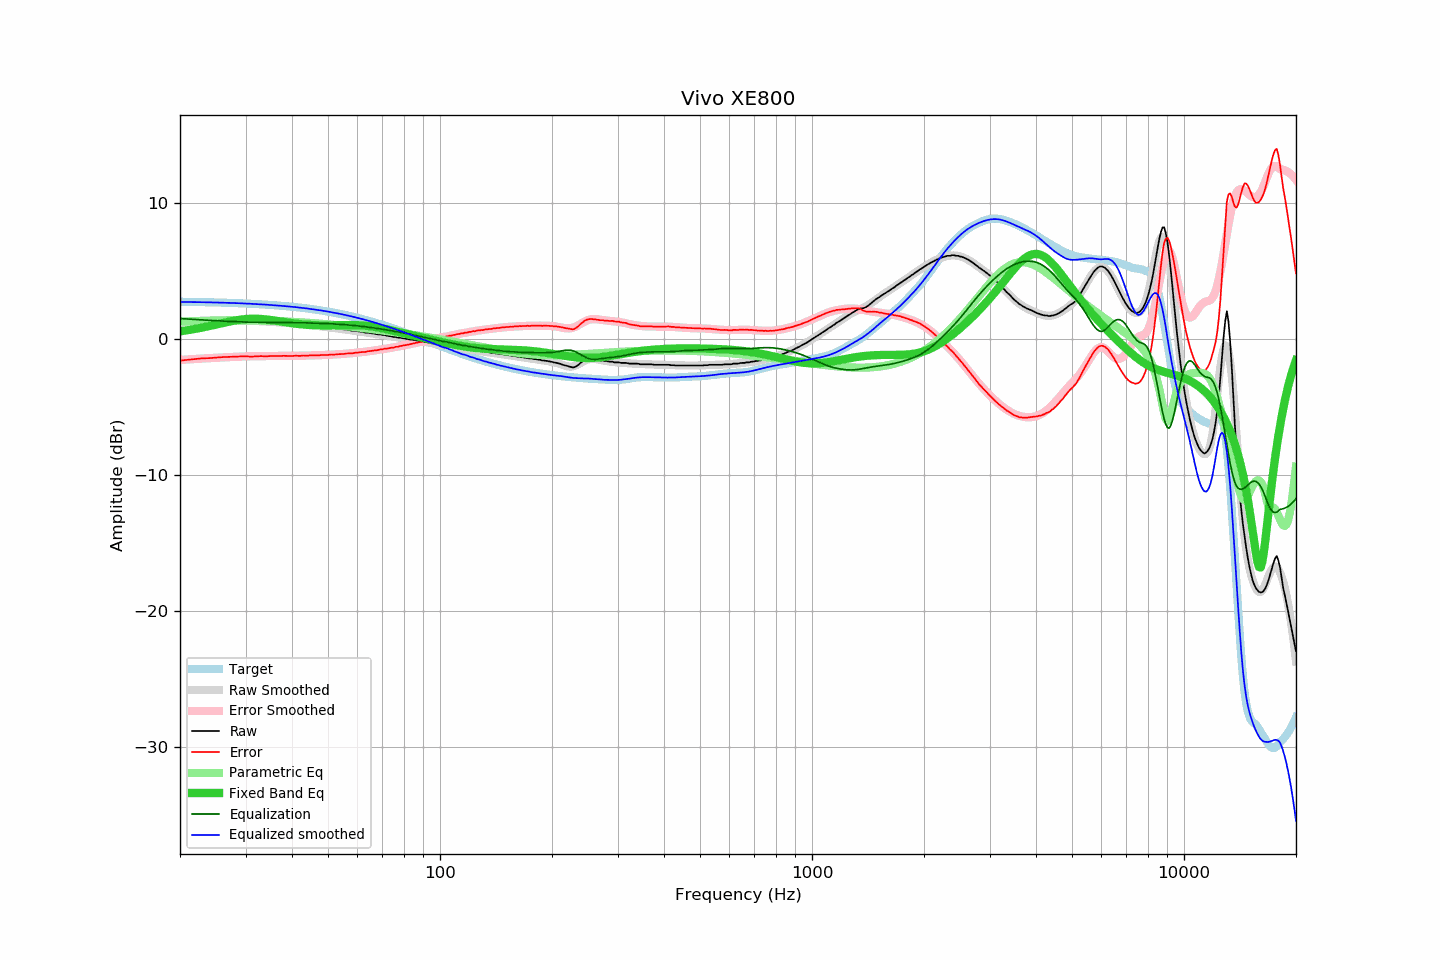 Vivo XE800
10
0
−10
−20
−30
Amplitude (dBr)
Target
Raw Smoothed
Error Smoothed
Raw
Error
Parametric Eq
Fixed Band Eq
Equalization
Equalized smoothed
100
1000
10000
Frequency (Hz)